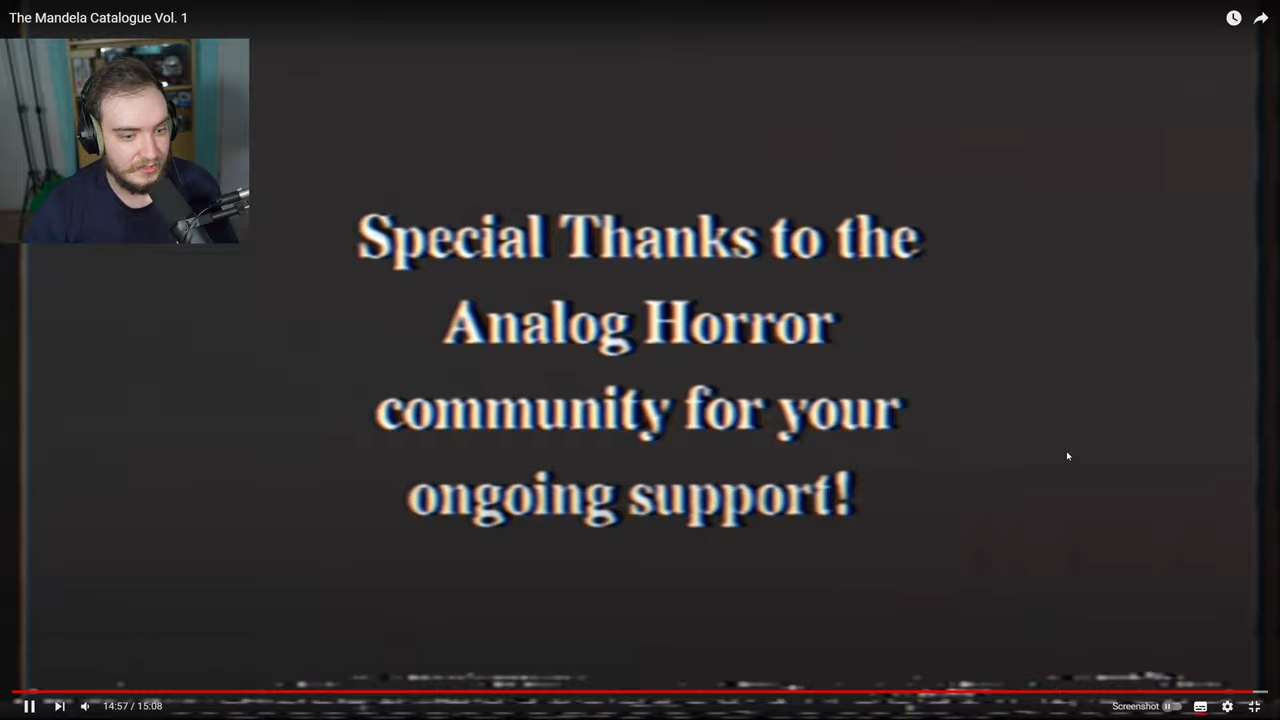 The Mandela Catalogue Vol. 1
Special Thanks to the
Analog Horror
community for your
ongoing support!
14:57 / 15:08
Screenshot